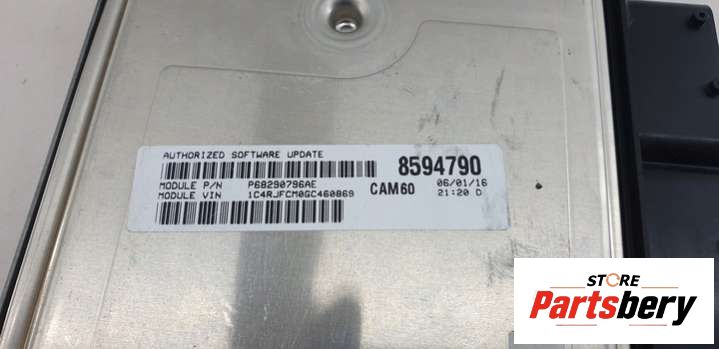 AUTHORIZED SOFTWARE UPDATE
8594790
MODULE P/N P68290796AE
MODULE VIN 1C4RJFCM0GC460869
CAM60
06/01/16
21:20 D
STORE
Partsbery